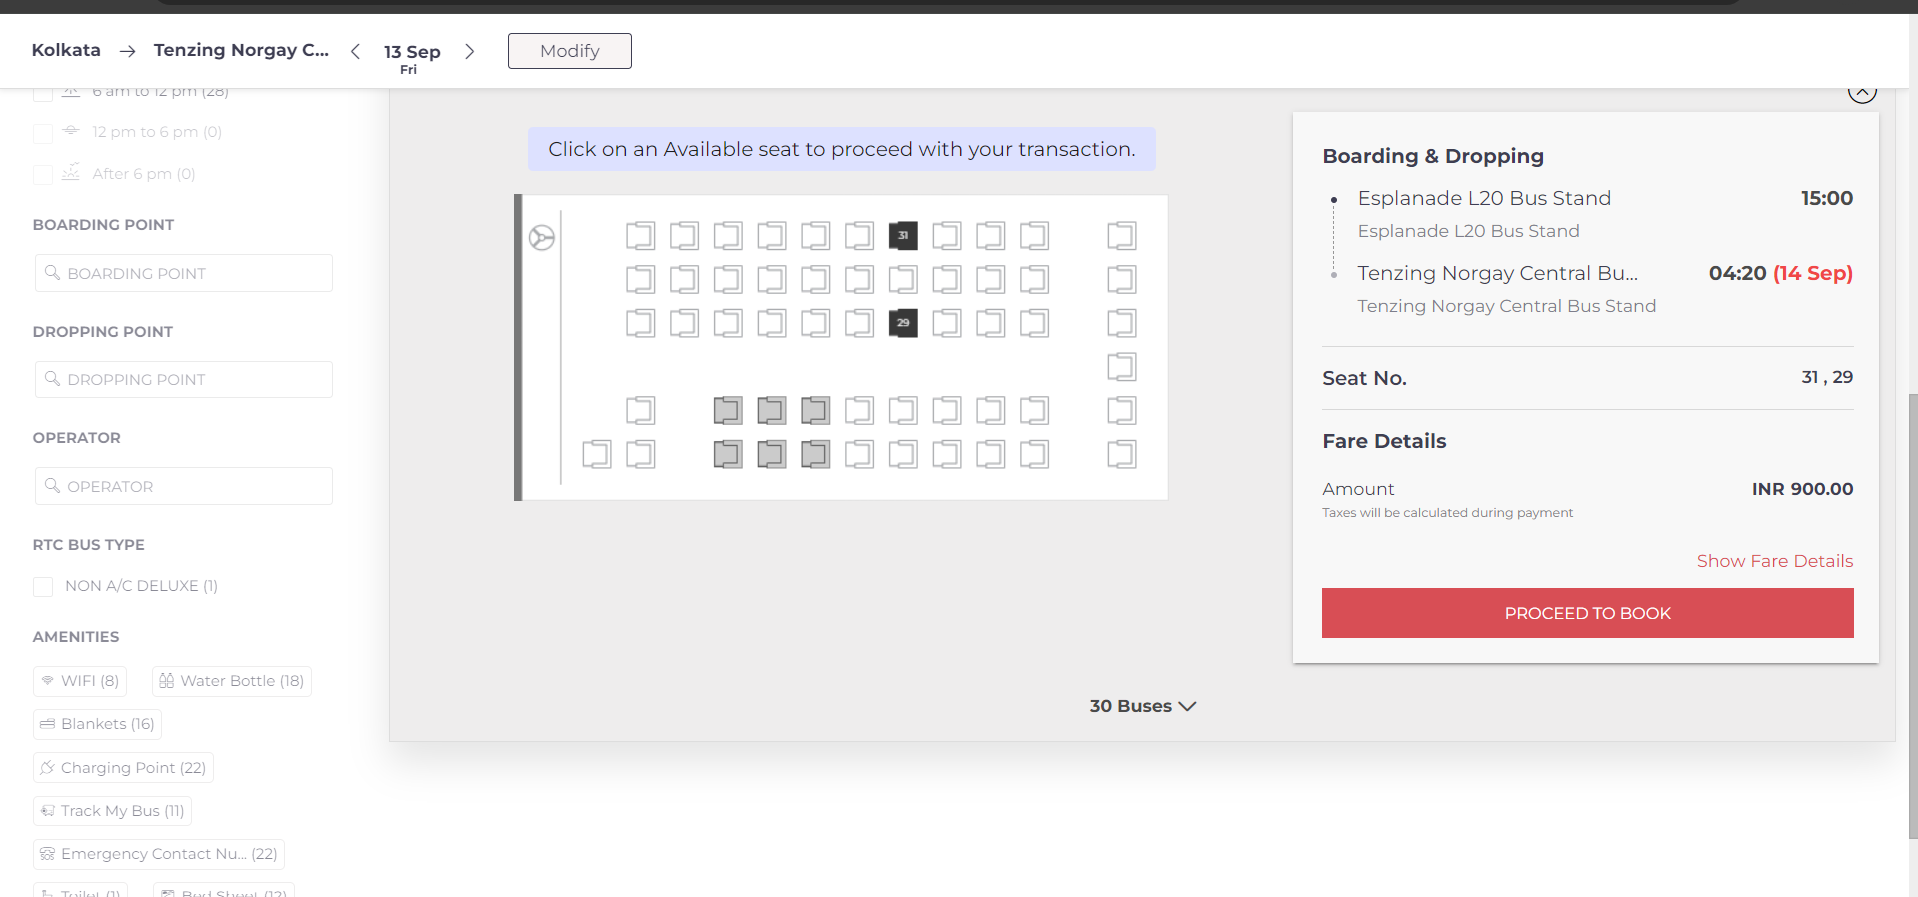 Kolkata → Tenzing Norgay C... < 13 Sep > Modify
Fri
6 am to 12 pm (28)
12 pm to 6 pm (0)
After 6 pm (0)
BOARDING POINT
BOARDING POINT
DROPPING POINT
DROPPING POINT
OPERATOR
OPERATOR
RTC BUS TYPE
NON A/C DELUXE (1)
AMENITIES
WIFI (8)
Water Bottle (18)
Blankets (16)
Charging Point (22)
Track My Bus (11)
SOS Emergency Contact Nu... (22)
Toilet (1)
Bed Sheet (12)
Click on an Available seat to proceed with your transaction.
31
29
30 Buses
Boarding & Dropping
Esplanade L20 Bus Stand 15:00
Esplanade L20 Bus Stand
Tenzing Norgay Central Bu... 04:20 (14 Sep)
Tenzing Norgay Central Bus Stand
Seat No. 31 , 29
Fare Details
Amount INR 900.00
Taxes will be calculated during payment
Show Fare Details
PROCEED TO BOOK